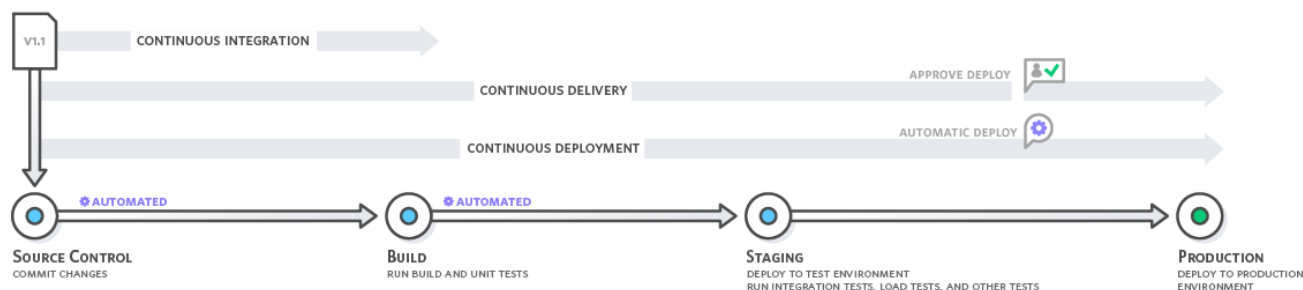 V1.1
CONTINUOUS INTEGRATION
APPROVE DEPLOY
CONTINUOUS DELIVERY
AUTOMATIC DEPLOY
CONTINUOUS DEPLOYMENT
AUTOMATED
AUTOMATED
SOURCE CONTROL
COMMIT CHANGES
BUILD
RUN BUILD AND UNIT TESTS
STAGING
DEPLOY TO TEST ENVIRONMENT
RUN INTEGRATION TESTS, LOAD TESTS, AND OTHER TESTS
PRODUCTION
DEPLOY TO PRODUCTION
ENVIRONMENT